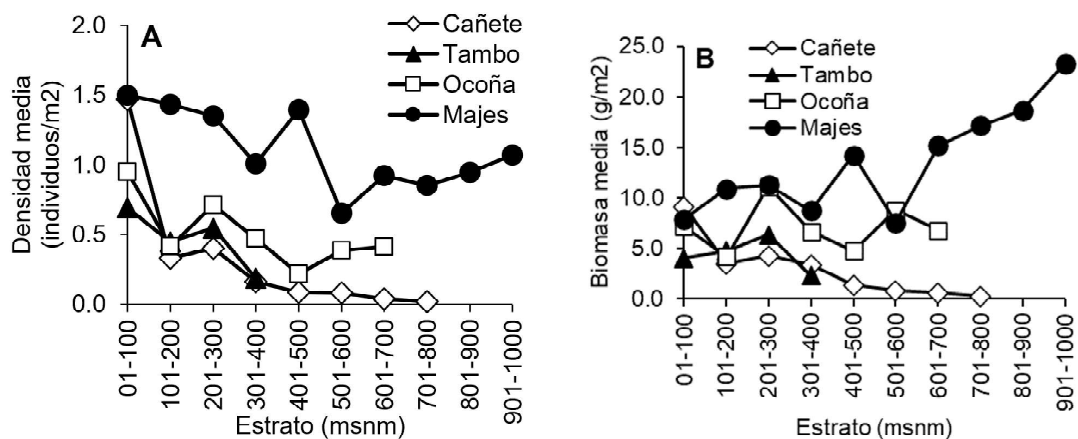 A
Cañete
Tambo
Ocoña
Majes
Densidad media
(individuos/m2)
2.0
1.5
1.0
0.5
0.0
01-100
101-200
201-300
301-400
401-500
501-600
601-700
701-800
801-900
901-1000
Estrato (msnm)
B
Cañete
Tambo
Ocoña
Majes
Biomasa media (g/m2)
25.0
20.0
15.0
10.0
5.0
0.0
01-100
101-200
201-300
301-400
401-500
501-600
601-700
701-800
801-900
901-1000
Estrato (msnm)